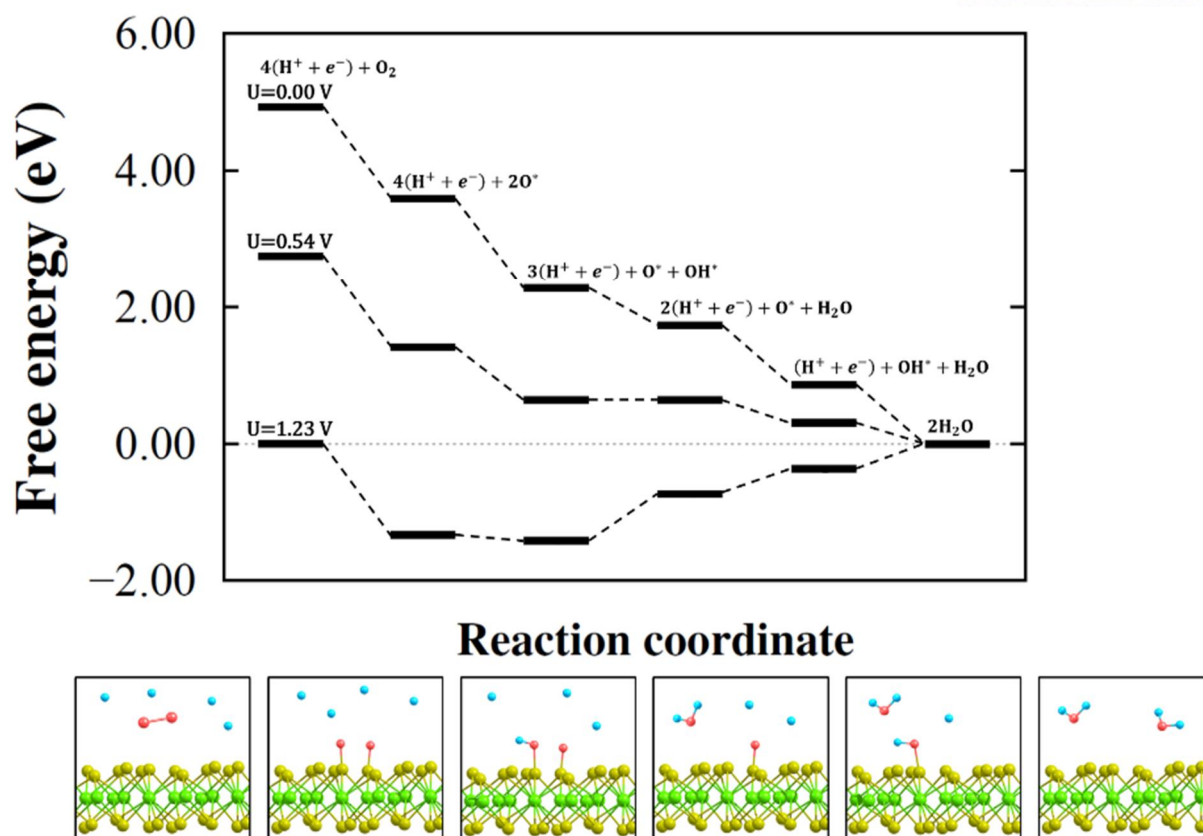 6.00
4(H⁺ + e⁻) + O₂
U=0.00 V
4.00
4(H⁺ + e⁻) + 2O*
U=0.54 V
3(H⁺ + e⁻) + O* + OH*
2.00
2(H⁺ + e⁻) + O* + H₂O
(H⁺ + e⁻) + OH* + H₂O
U=1.23 V
2H₂O
0.00
−2.00
Free energy (eV)
Reaction coordinate